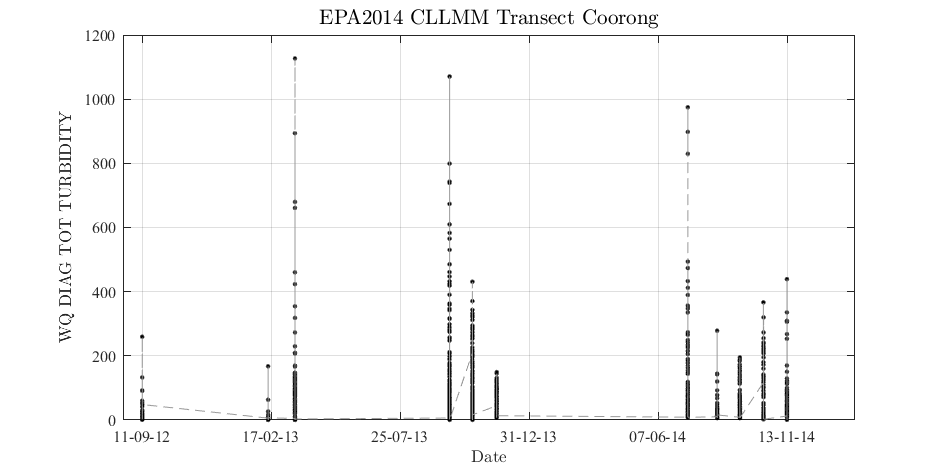 EPA2014 CLLMM Transect Coorong
WQ DIAG TOT TURBIDITY
1200
1000
800
600
400
200
0
11-09-12 17-02-13 25-07-13 31-12-13 07-06-14 13-11-14
Date